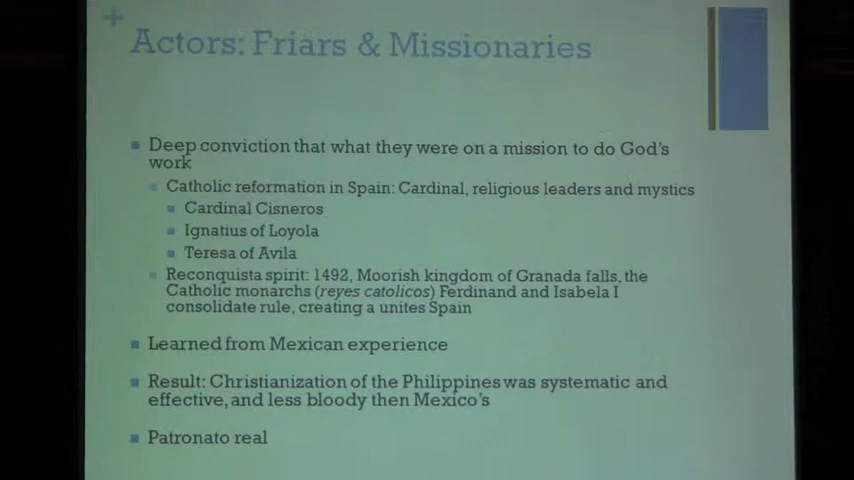 Actors: Friars & Missionaries
Deep conviction that what they were on a mission to do God's
work
Catholic reformation in Spain: Cardinal, religious leaders and mystics
Cardinal Cisneros
Ignatius of Loyola
Teresa of Avila
Reconquista spirit: 1492, Moorish kingdom of Granada falls, the
Catholic monarchs (reyes catolicos) Ferdinand and Isabela I
consolidate rule, creating a unites Spain
Learned from Mexican experience
Result: Christianization of the Philippines was systematic and
effective, and less bloody then Mexico's
Patronato real